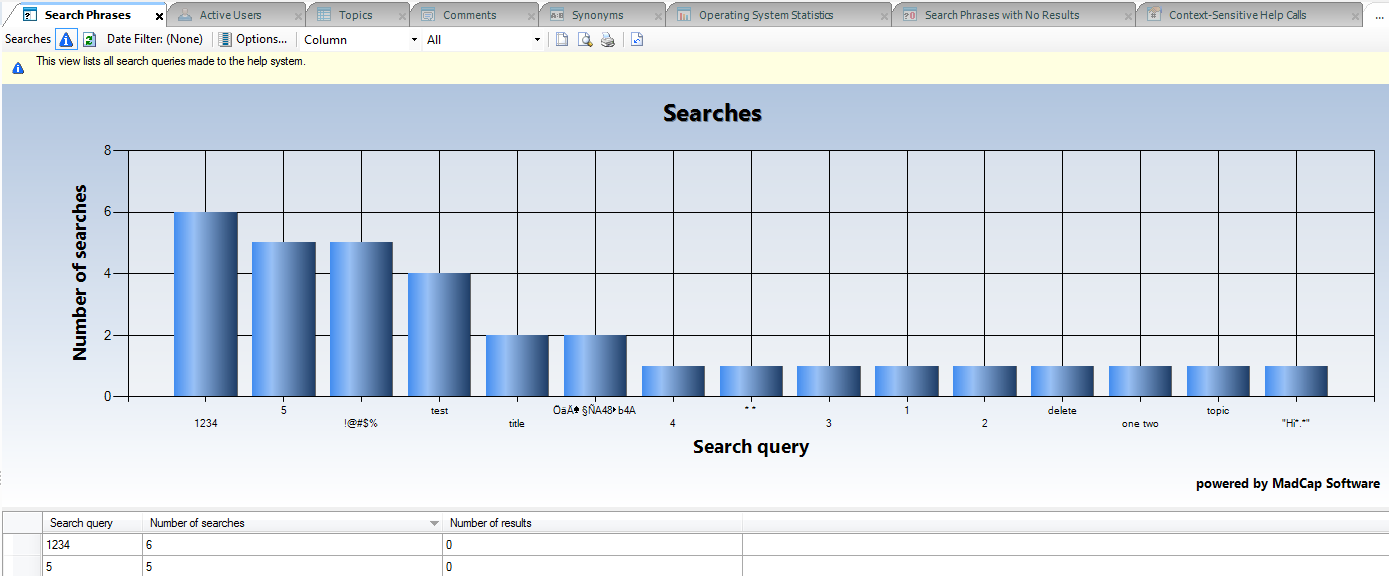 Search Phrases Active Users Topics Comments Synonyms Operating System Statistics Search Phrases with No Results Context-Sensitive Help Calls ...
Searches Date Filter: (None) Options... Column All
This view lists all search queries made to the help system.
Searches
Number of searches
8
6
4
2
0
5 test * * 1 delete topic
1234 !@#$% title 4 3 2 one two "Hi*.*"
Search query
powered by MadCap Software
Search query Number of searches Number of results
1234 6 0
5 5 0